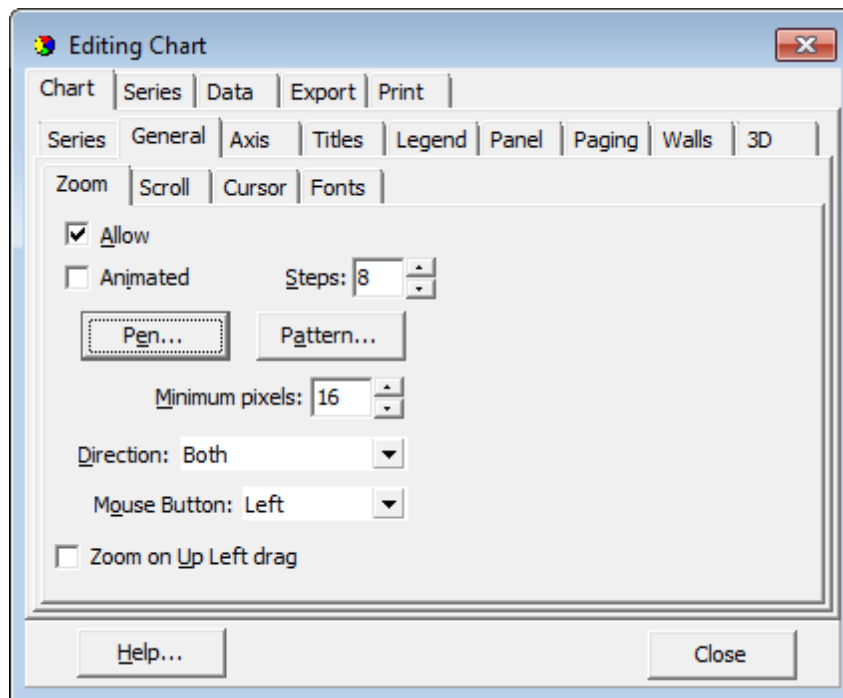 Editing Chart
Chart Series Data Export Print
Series General Axis Titles Legend Panel Paging Walls 3D
Zoom Scroll Cursor Fonts
Allow
Animated Steps: 8
Pen... Pattern...
Minimum pixels: 16
Direction: Both
Mouse Button: Left
Zoom on Up Left drag
Help... Close